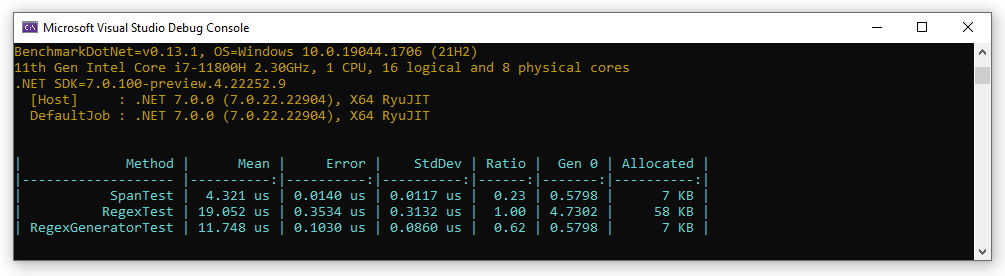 Microsoft Visual Studio Debug Console
BenchmarkDotNet=v0.13.1, OS=Windows 10.0.19044.1706 (21H2)
11th Gen Intel Core i7-11800H 2.30GHz, 1 CPU, 16 logical and 8 physical cores
.NET SDK=7.0.100-preview.4.22252.9
  [Host]     : .NET 7.0.0 (7.0.22.22904), X64 RyuJIT
  DefaultJob : .NET 7.0.0 (7.0.22.22904), X64 RyuJIT
|             Method |      Mean |     Error |    StdDev | Ratio |  Gen 0 | Allocated |
|------------------- |----------:|----------:|----------:|------:|-------:|----------:|
|           SpanTest |  4.321 us | 0.0140 us | 0.0117 us |  0.23 | 0.5798 |      7 KB |
|          RegexTest | 19.052 us | 0.3534 us | 0.3132 us |  1.00 | 4.7302 |     58 KB |
| RegexGeneratorTest | 11.748 us | 0.1030 us | 0.0860 us |  0.62 | 0.5798 |      7 KB |